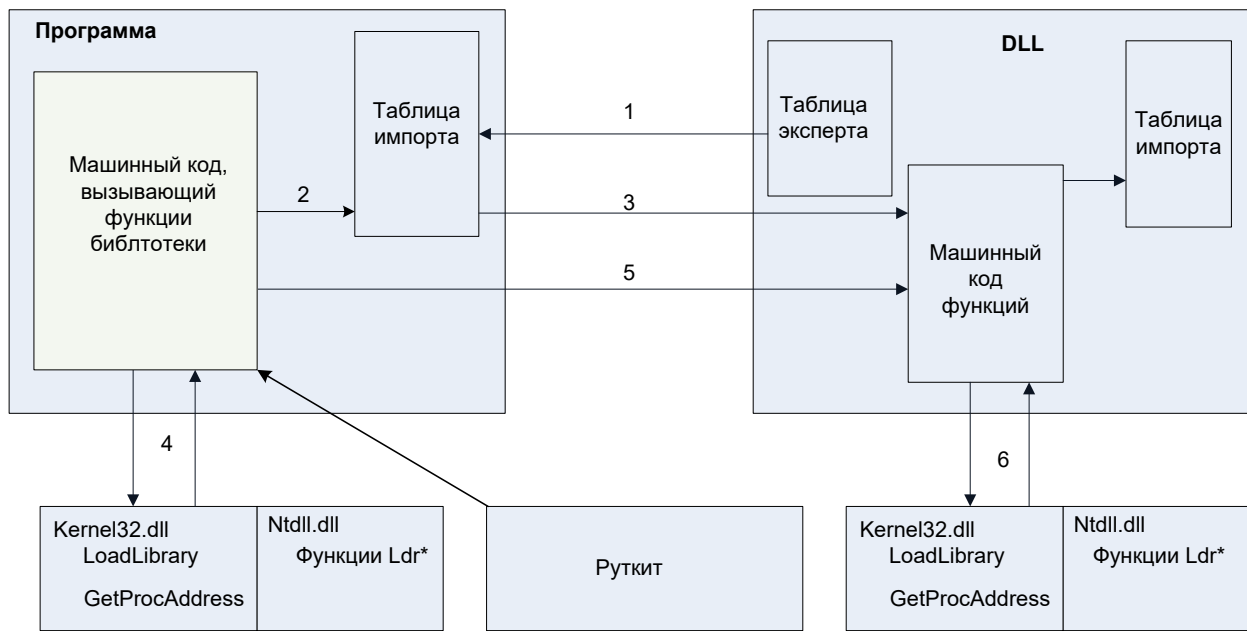 Программа
Машинный код,
вызывающий
функции
библтотеки
2
Таблица
импорта
1
3
5
DLL
Таблица
эксперта
Таблица
импорта
Машинный
код
функций
4
6
Kernel32.dll
LoadLibrary
GetProcAddress
Ntdll.dll
Функции Ldr*
Руткит
Kernel32.dll
LoadLibrary
GetProcAddress
Ntdll.dll
Функции Ldr*